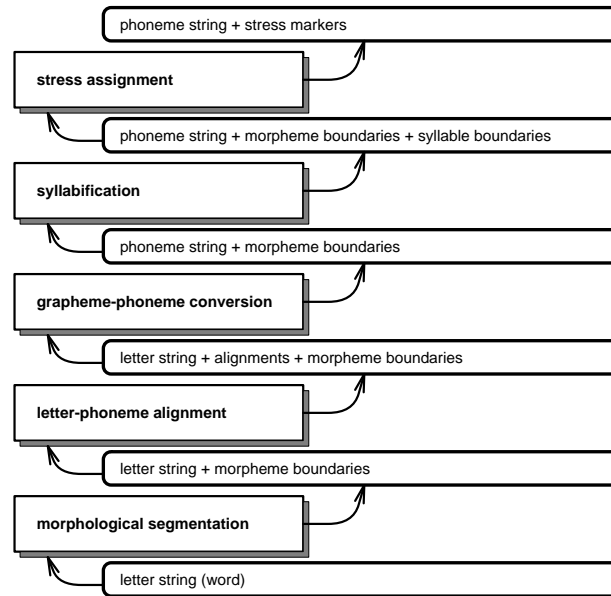 phoneme string + stress markers
stress assignment
phoneme string + morpheme boundaries + syllable boundaries
syllabification
phoneme string + morpheme boundaries
grapheme-phoneme conversion
letter string + alignments + morpheme boundaries
letter-phoneme alignment
letter string + morpheme boundaries
morphological segmentation
letter string (word)